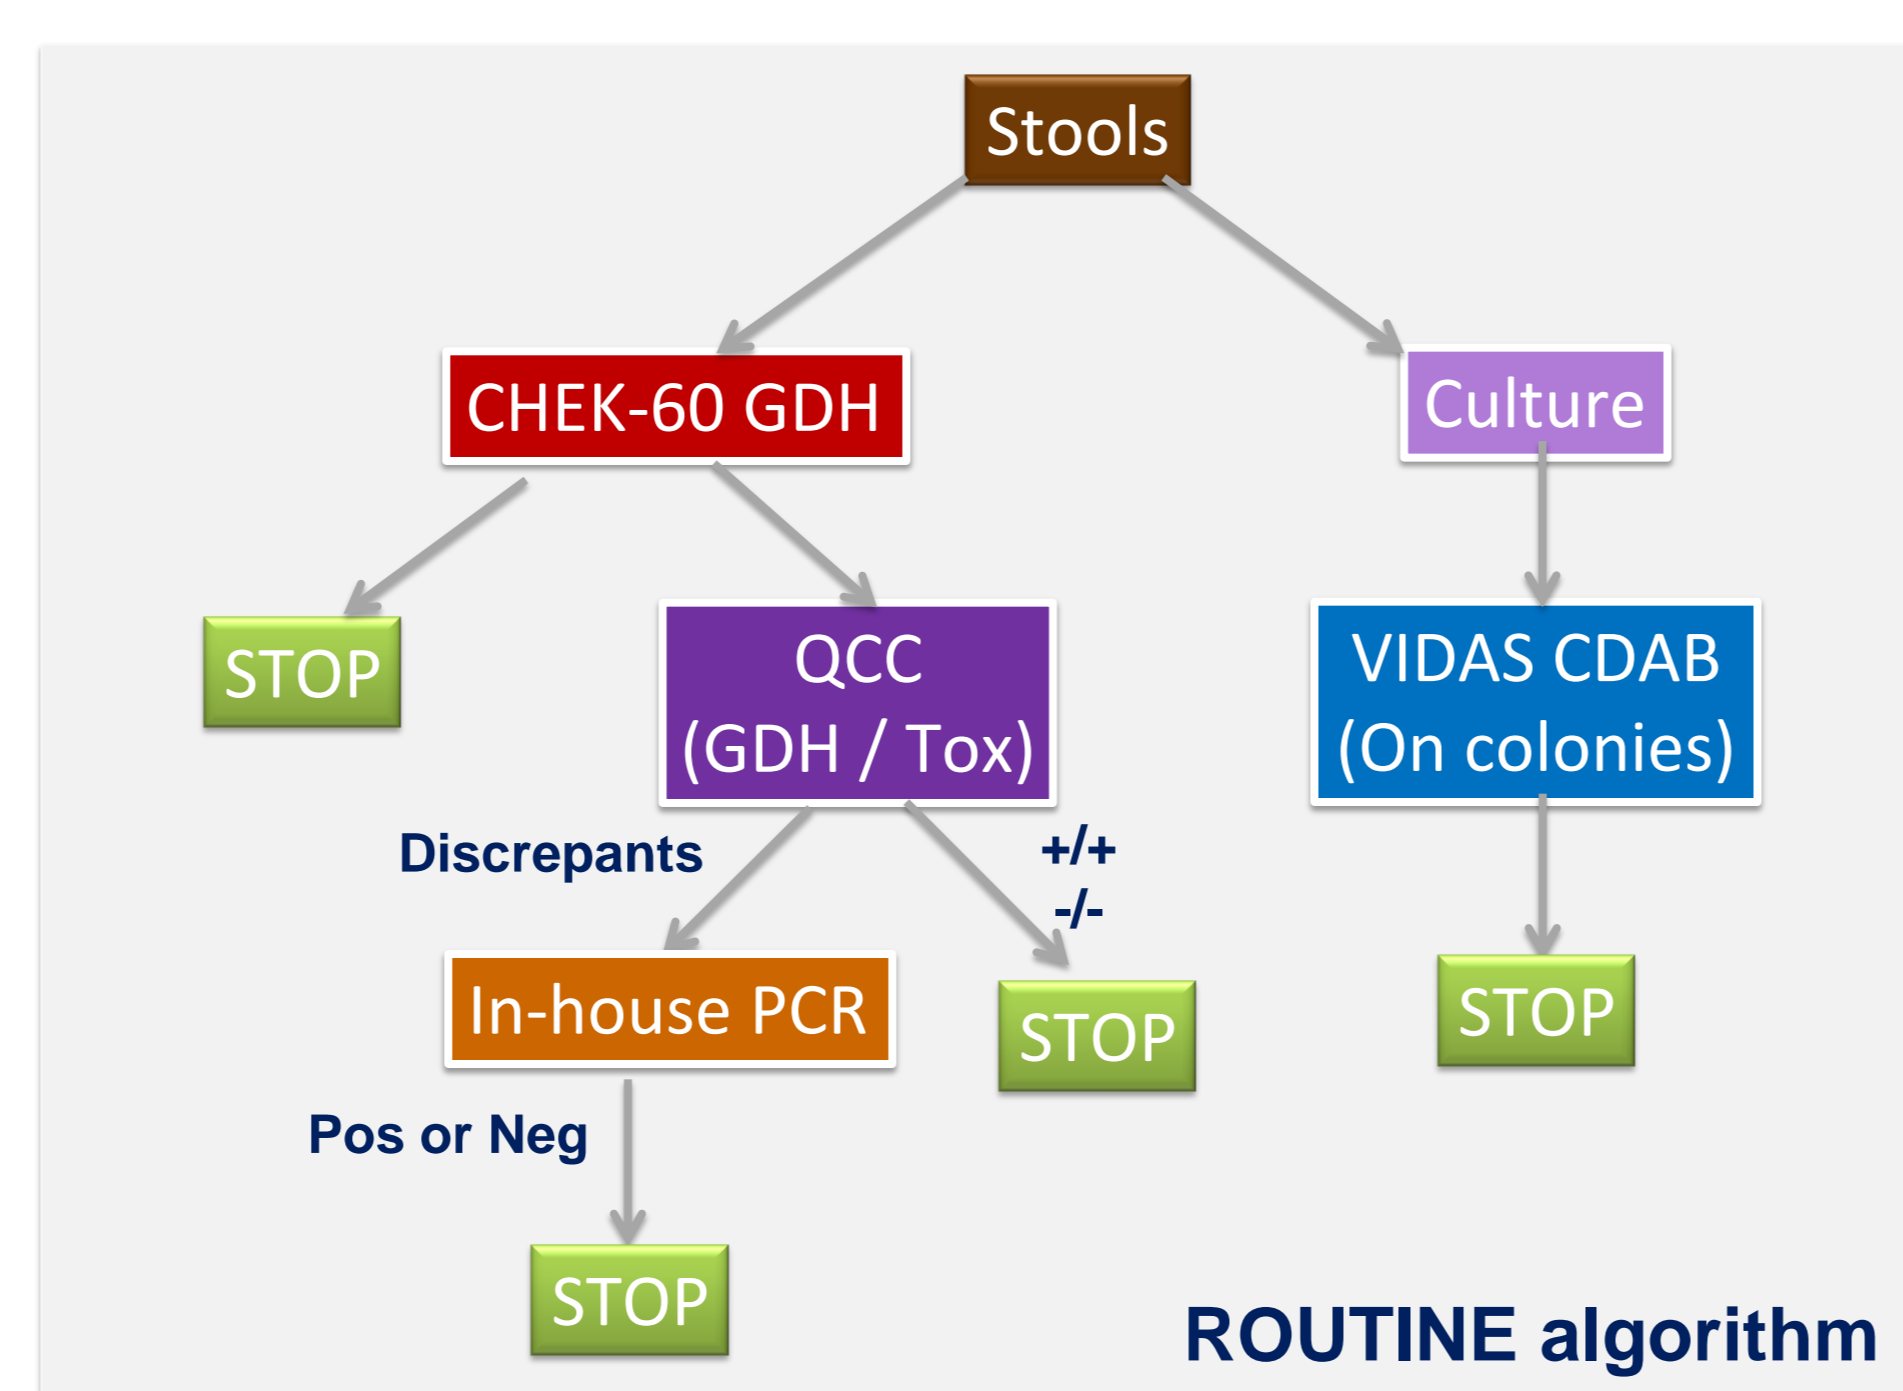 Stools
CHEK-60 GDH
Culture
STOP
QCC
(GDH / Tox)
VIDAS CDAB
(On colonies)
Discrepants
+/+
-/-
In-house PCR
STOP
STOP
Pos or Neg
STOP
ROUTINE algorithm